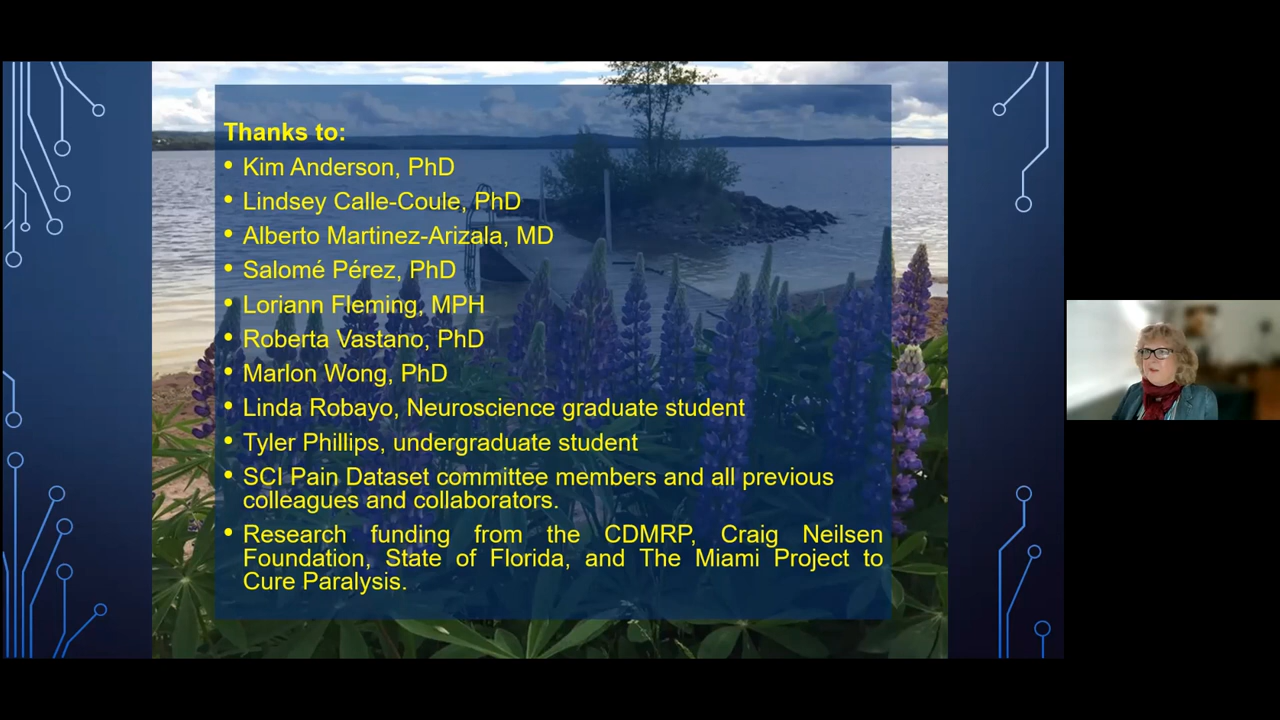 Thanks to:
• Kim Anderson, PhD
• Lindsey Calle-Coule, PhD
• Alberto Martinez-Arizala, MD
• Salomé Pérez, PhD
• Loriann Fleming, MPH
• Roberta Vastano, PhD
• Marlon Wong, PhD
• Linda Robayo, Neuroscience graduate student
• Tyler Phillips, undergraduate student
• SCI Pain Dataset committee members and all previous
colleagues and collaborators.
• Research funding from the CDMRP, Craig Neilsen
Foundation, State of Florida, and The Miami Project to
Cure Paralysis.